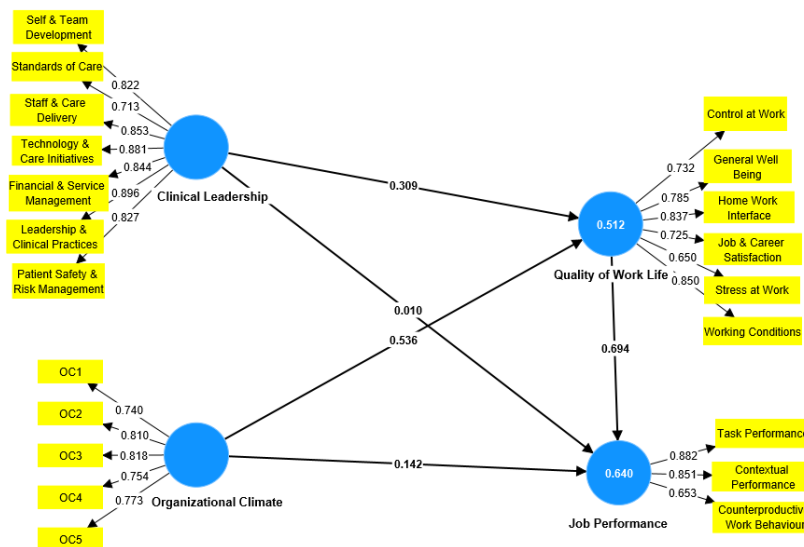 Self & Team
Development
Standards of Care
Staff & Care
Delivery
Technology &
Care Initiatives
Financial & Service
Management
Leadership &
Clinical Practices
Patient Safety &
Risk Management
0.822
0.713
0.853
0.881
0.844
0.896
0.827
Clinical Leadership
0.309
0.010
0.536
0.142
0.694
OC1
OC2
OC3
OC4
OC5
0.740
0.810
0.818
0.754
0.773
Organizational Climate
0.512
Quality of Work Life
0.732
0.785
0.837
0.725
0.650
0.850
Control at Work
General Well
Being
Home Work
Interface
Job & Career
Satisfaction
Stress at Work
Working Conditions
0.640
Job Performance
0.882
0.851
0.653
Task Performance
Contextual
Performance
Counterproductiv
Work Behaviour